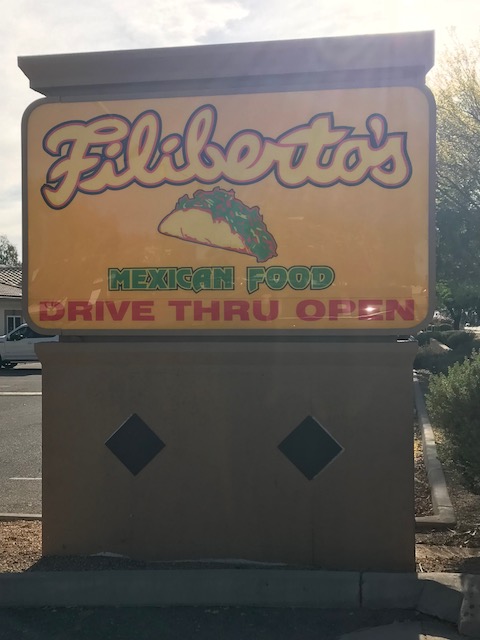 Filiberto's
MEXICAN FOOD
DRIVE THRU OPEN